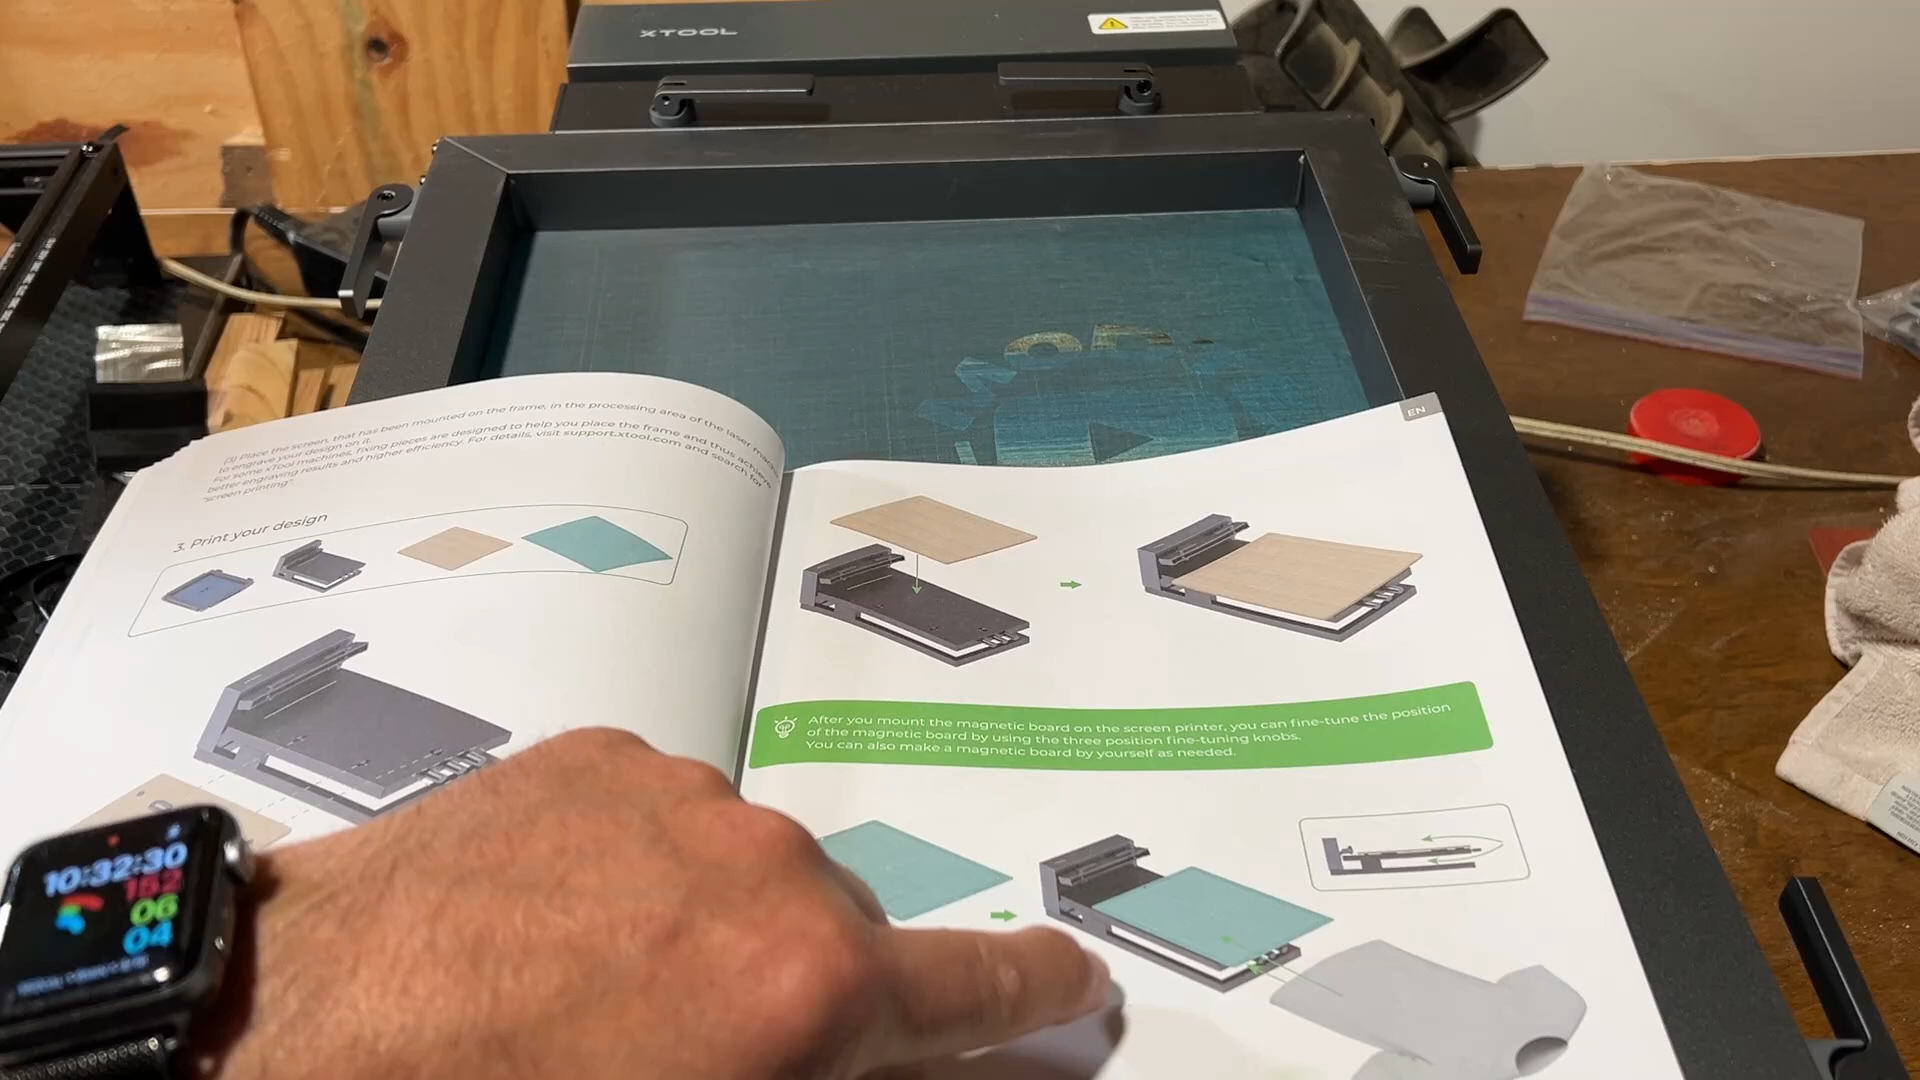 XTOOL
EN
(3) Place the screen, that has been mounted on the frame, in the processing area of the laser
to engrave your design on it.
For some xTool machines, fixing pieces are designed to help you place the frame and thus achieve
better engraving results and higher efficiency. For details, visit support.xtool.com and search for
"screen printing".
3. Print your design
After you mount the magnetic board on the screen printer, you can fine-tune the position
of the magnetic board by using the three position fine-tuning knobs.
You can also make a magnetic board by yourself as needed.
10:32:30
152
06
04